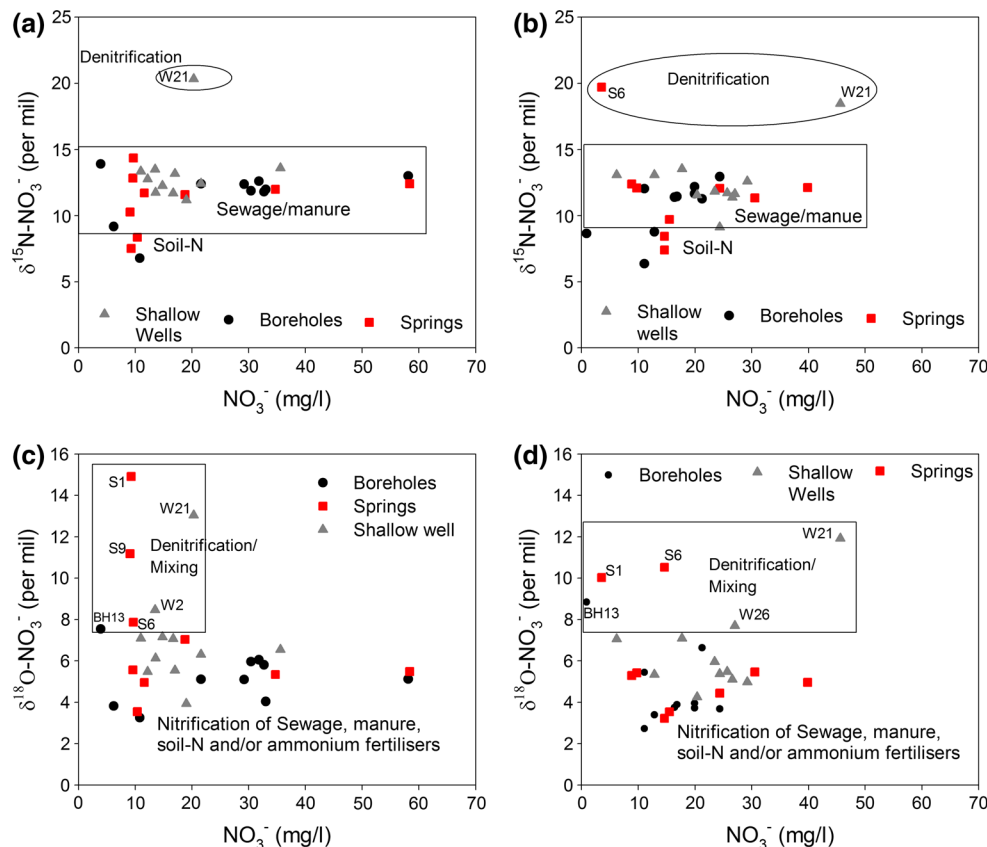 (a)
25
20
15
10
5
0
δ¹⁵N-NO₃⁻ (per mil)
Denitrification
W21
Sewage/manure
Soil-N
Shallow
Wells
Boreholes
Springs
0 10 20 30 40 50 60 70
NO₃⁻ (mg/l)
(b)
25
20
15
10
5
0
δ¹⁵N-NO₃⁻ (per mil)
Denitrification
S6
W21
Sewage/manue
Soil-N
Shallow
wells
Boreholes
Springs
0 10 20 30 40 50 60 70
NO₃⁻ (mg/l)
(c)
16
14
12
10
8
6
4
2
0
δ¹⁸O-NO₃⁻ (per mil)
S1
W21
S9
Denitrification/
Mixing
W2
BH13
S6
Boreholes
Springs
Shallow well
Nitrification of Sewage, manure,
soil-N and/or ammonium fertilisers
0 10 20 30 40 50 60 70
NO₃⁻ (mg/l)
(d)
16
14
12
10
8
6
4
2
0
δ¹⁸O-NO₃⁻ (per mil)
Boreholes
Shallow
Wells
Springs
W21
S6
S1
Denitrification/
Mixing
BH13
W26
Nitrification of Sewage, manure,
soil-N and/or ammonium fertilisers
0 10 20 30 40 50 60 70
NO₃⁻ (mg/l)